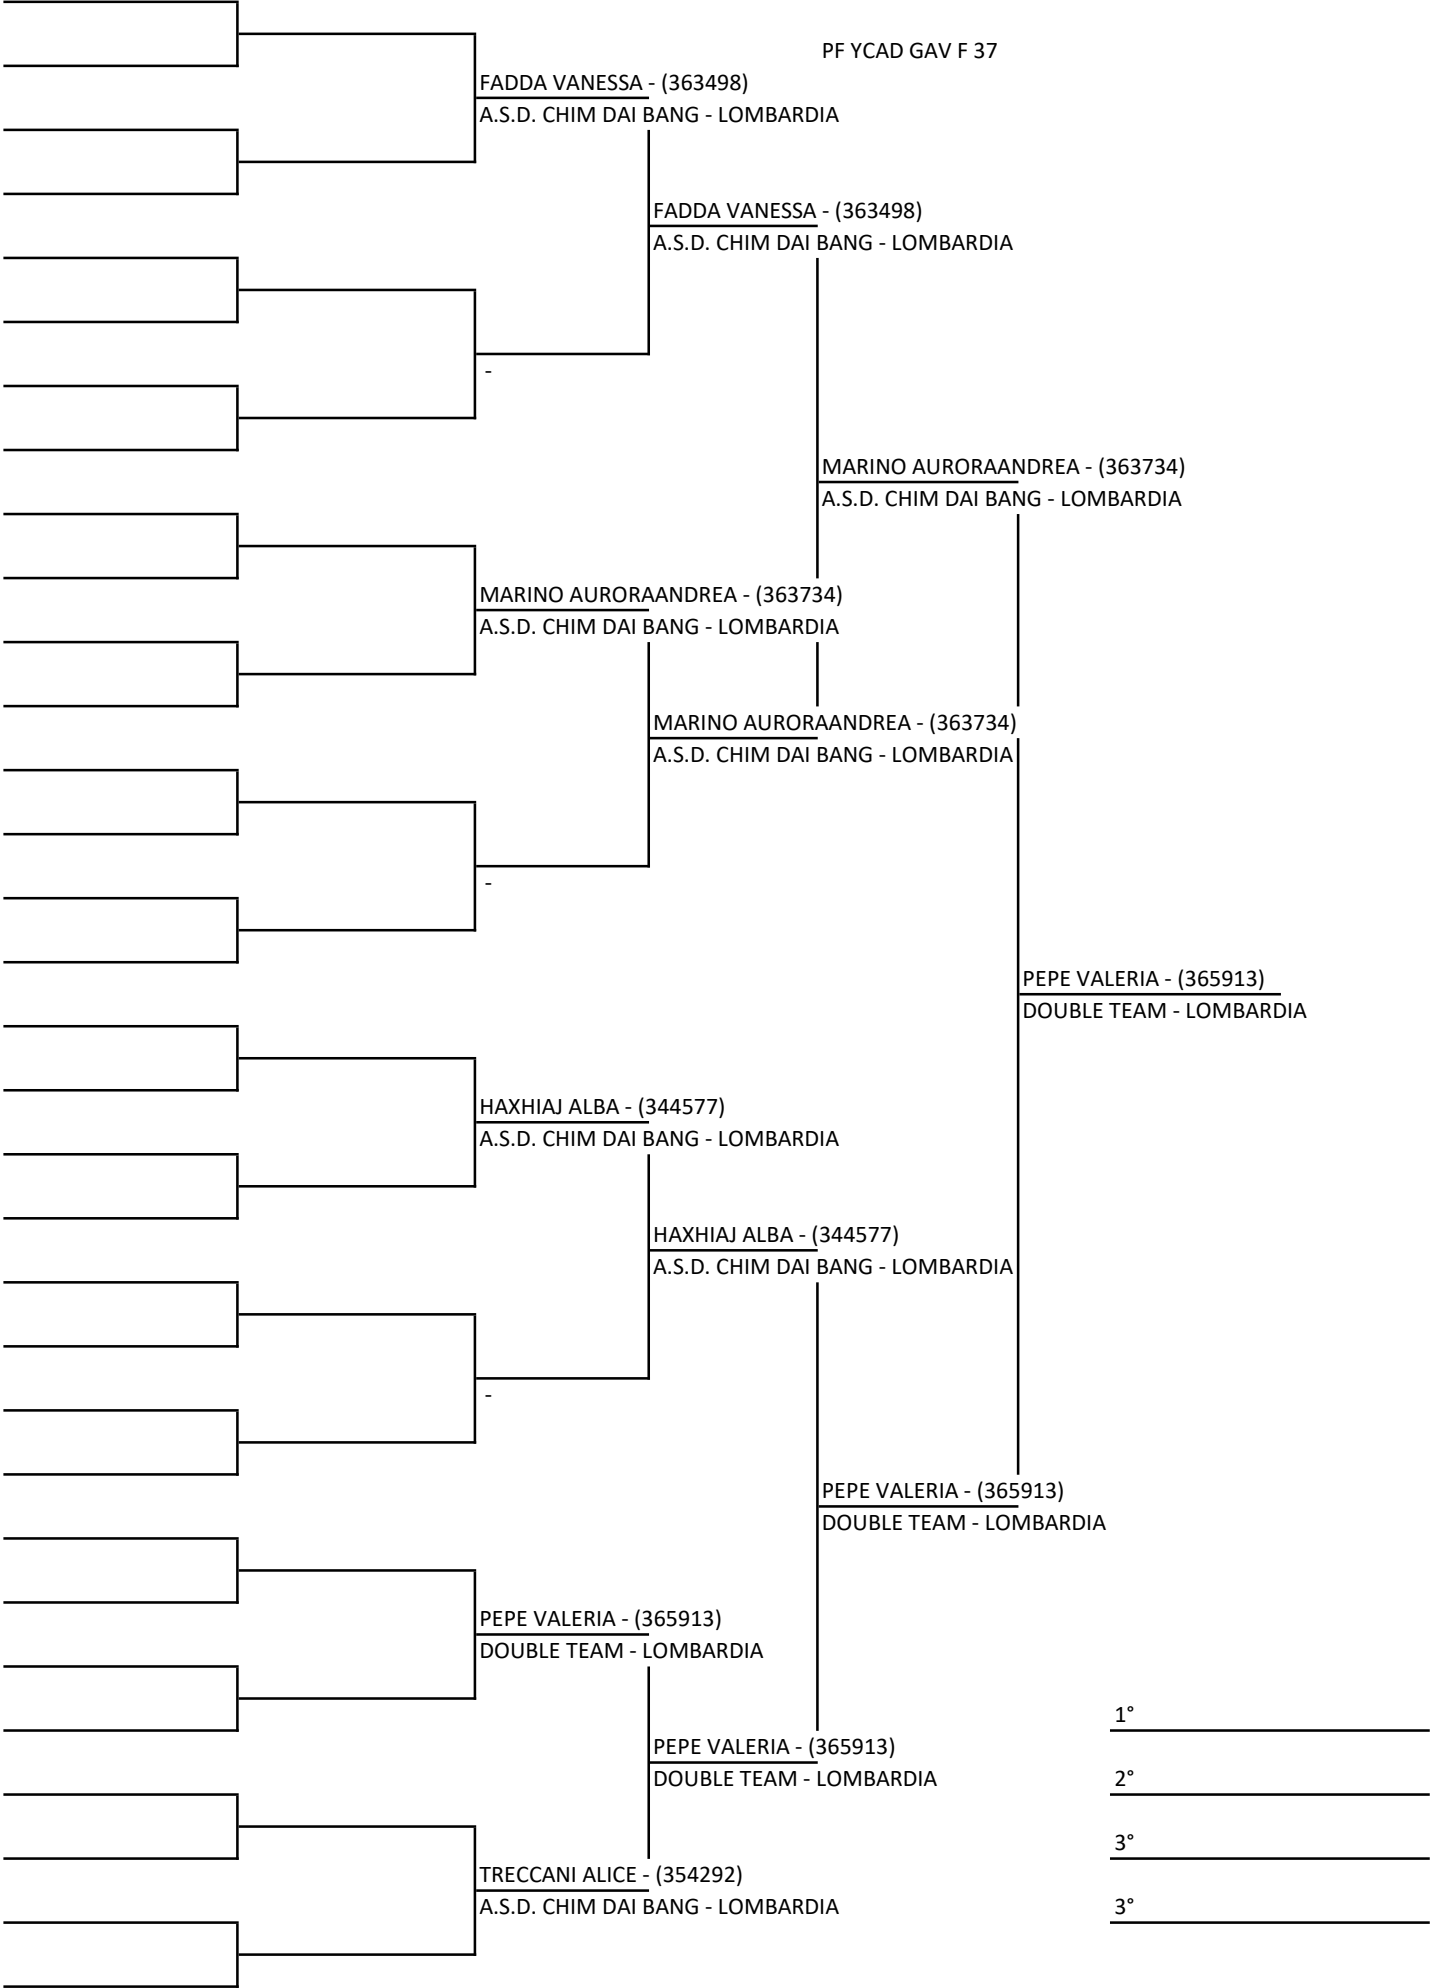 PF YCAD GAV F 37
FADDA VANESSA - (363498)
A.S.D. CHIM DAI BANG - LOMBARDIA
FADDA VANESSA - (363498)
A.S.D. CHIM DAI BANG - LOMBARDIA
-
MARINO AURORAANDREA - (363734)
A.S.D. CHIM DAI BANG - LOMBARDIA
MARINO AURORAANDREA - (363734)
A.S.D. CHIM DAI BANG - LOMBARDIA
MARINO AURORAANDREA - (363734)
A.S.D. CHIM DAI BANG - LOMBARDIA
-
PEPE VALERIA - (365913)
DOUBLE TEAM - LOMBARDIA
HAXHIAJ ALBA - (344577)
A.S.D. CHIM DAI BANG - LOMBARDIA
HAXHIAJ ALBA - (344577)
A.S.D. CHIM DAI BANG - LOMBARDIA
-
PEPE VALERIA - (365913)
DOUBLE TEAM - LOMBARDIA
PEPE VALERIA - (365913)
DOUBLE TEAM - LOMBARDIA
1°
PEPE VALERIA - (365913)
DOUBLE TEAM - LOMBARDIA
2°
3°
TRECCANI ALICE - (354292)
A.S.D. CHIM DAI BANG - LOMBARDIA
3°